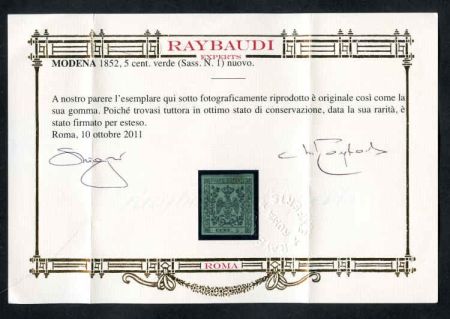 RAYBAUDI
EXPERTS
MODENA 1852, 5 cent. verde (Sass. N. 1) nuovo.
A nostro parere l'esemplare qui sotto fotograficamente riprodotto è originale così come la
sua gomma. Poiché trovasi tuttora in ottimo stato di conservazione, data la sua rarità, è
stato firmato per esteso.
Roma, 10 ottobre 2011
ROMA